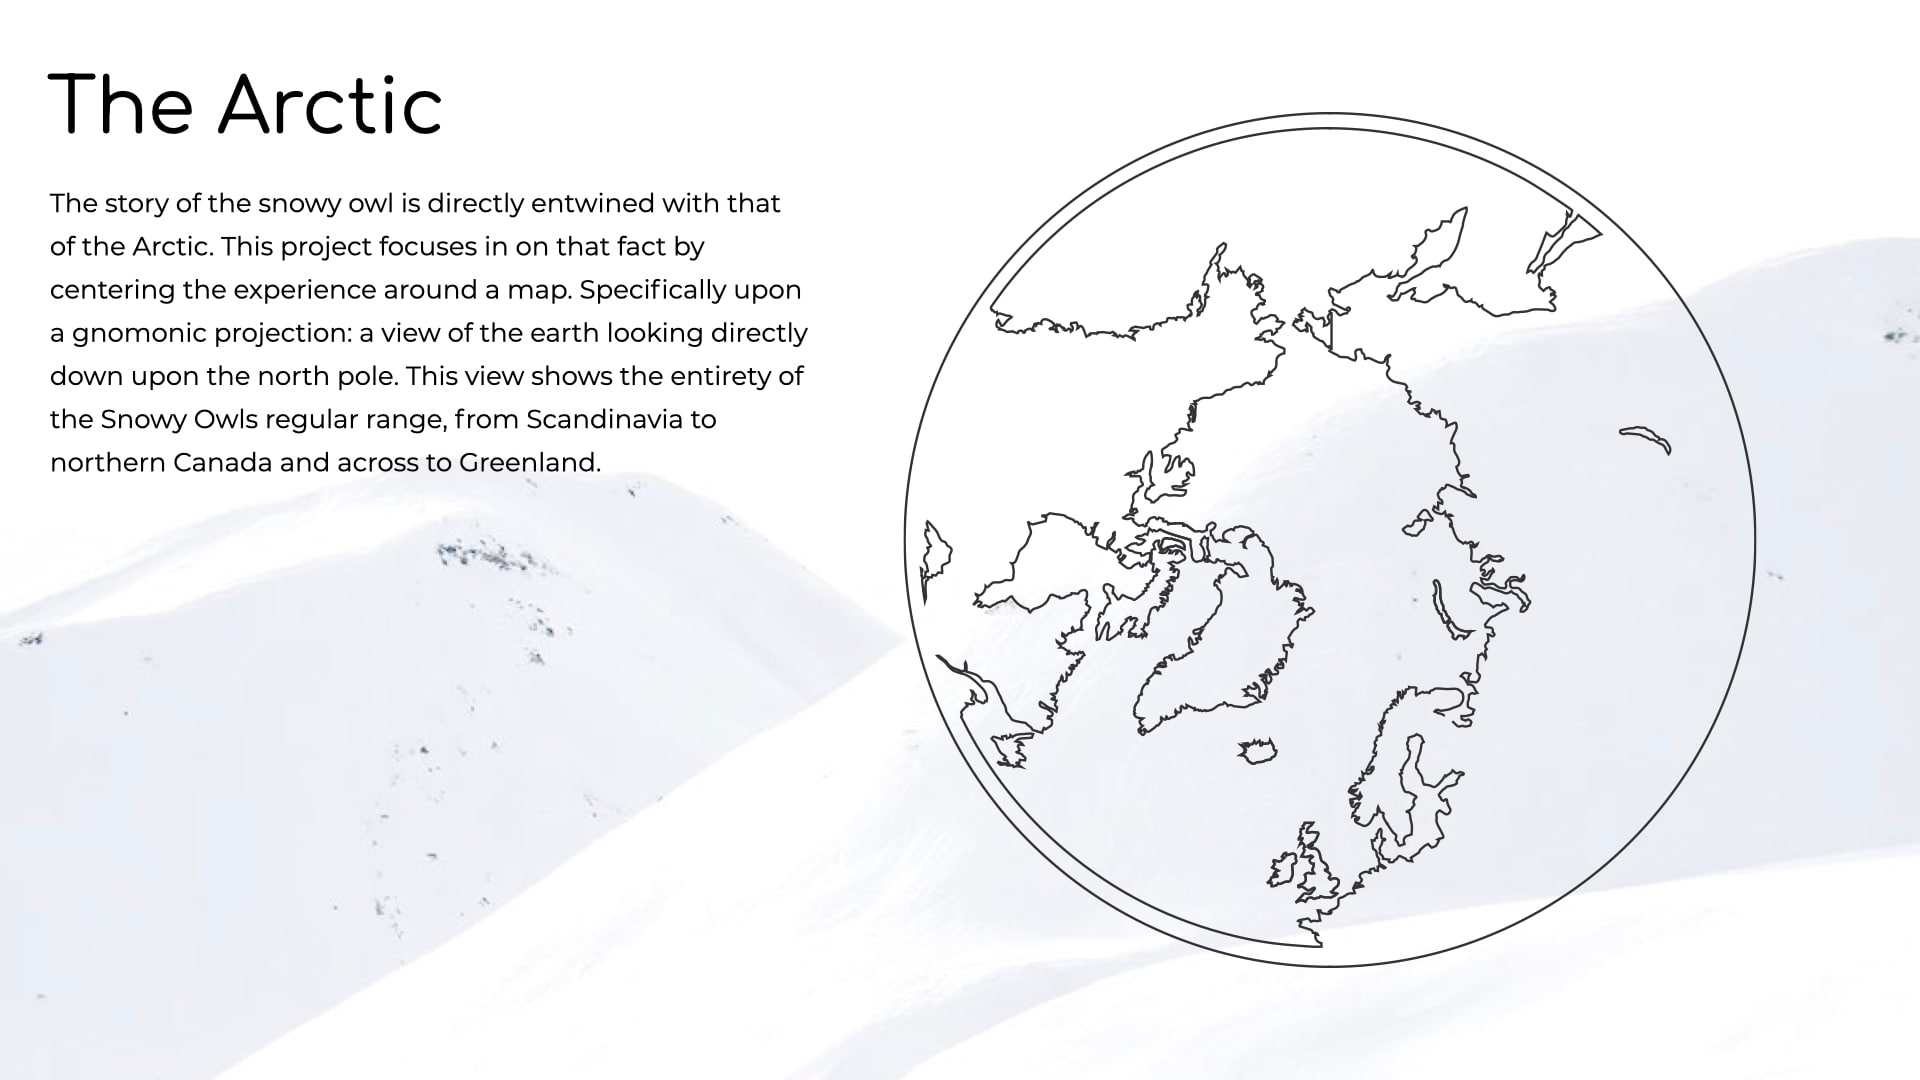 The Arctic
The story of the snowy owl is directly entwined with that
of the Arctic. This project focuses in on that fact by
centering the experience around a map. Specifically upon
a gnomonic projection: a view of the earth looking directly
down upon the north pole. This view shows the entirety of
the Snowy Owls regular range, from Scandinavia to
northern Canada and across to Greenland.